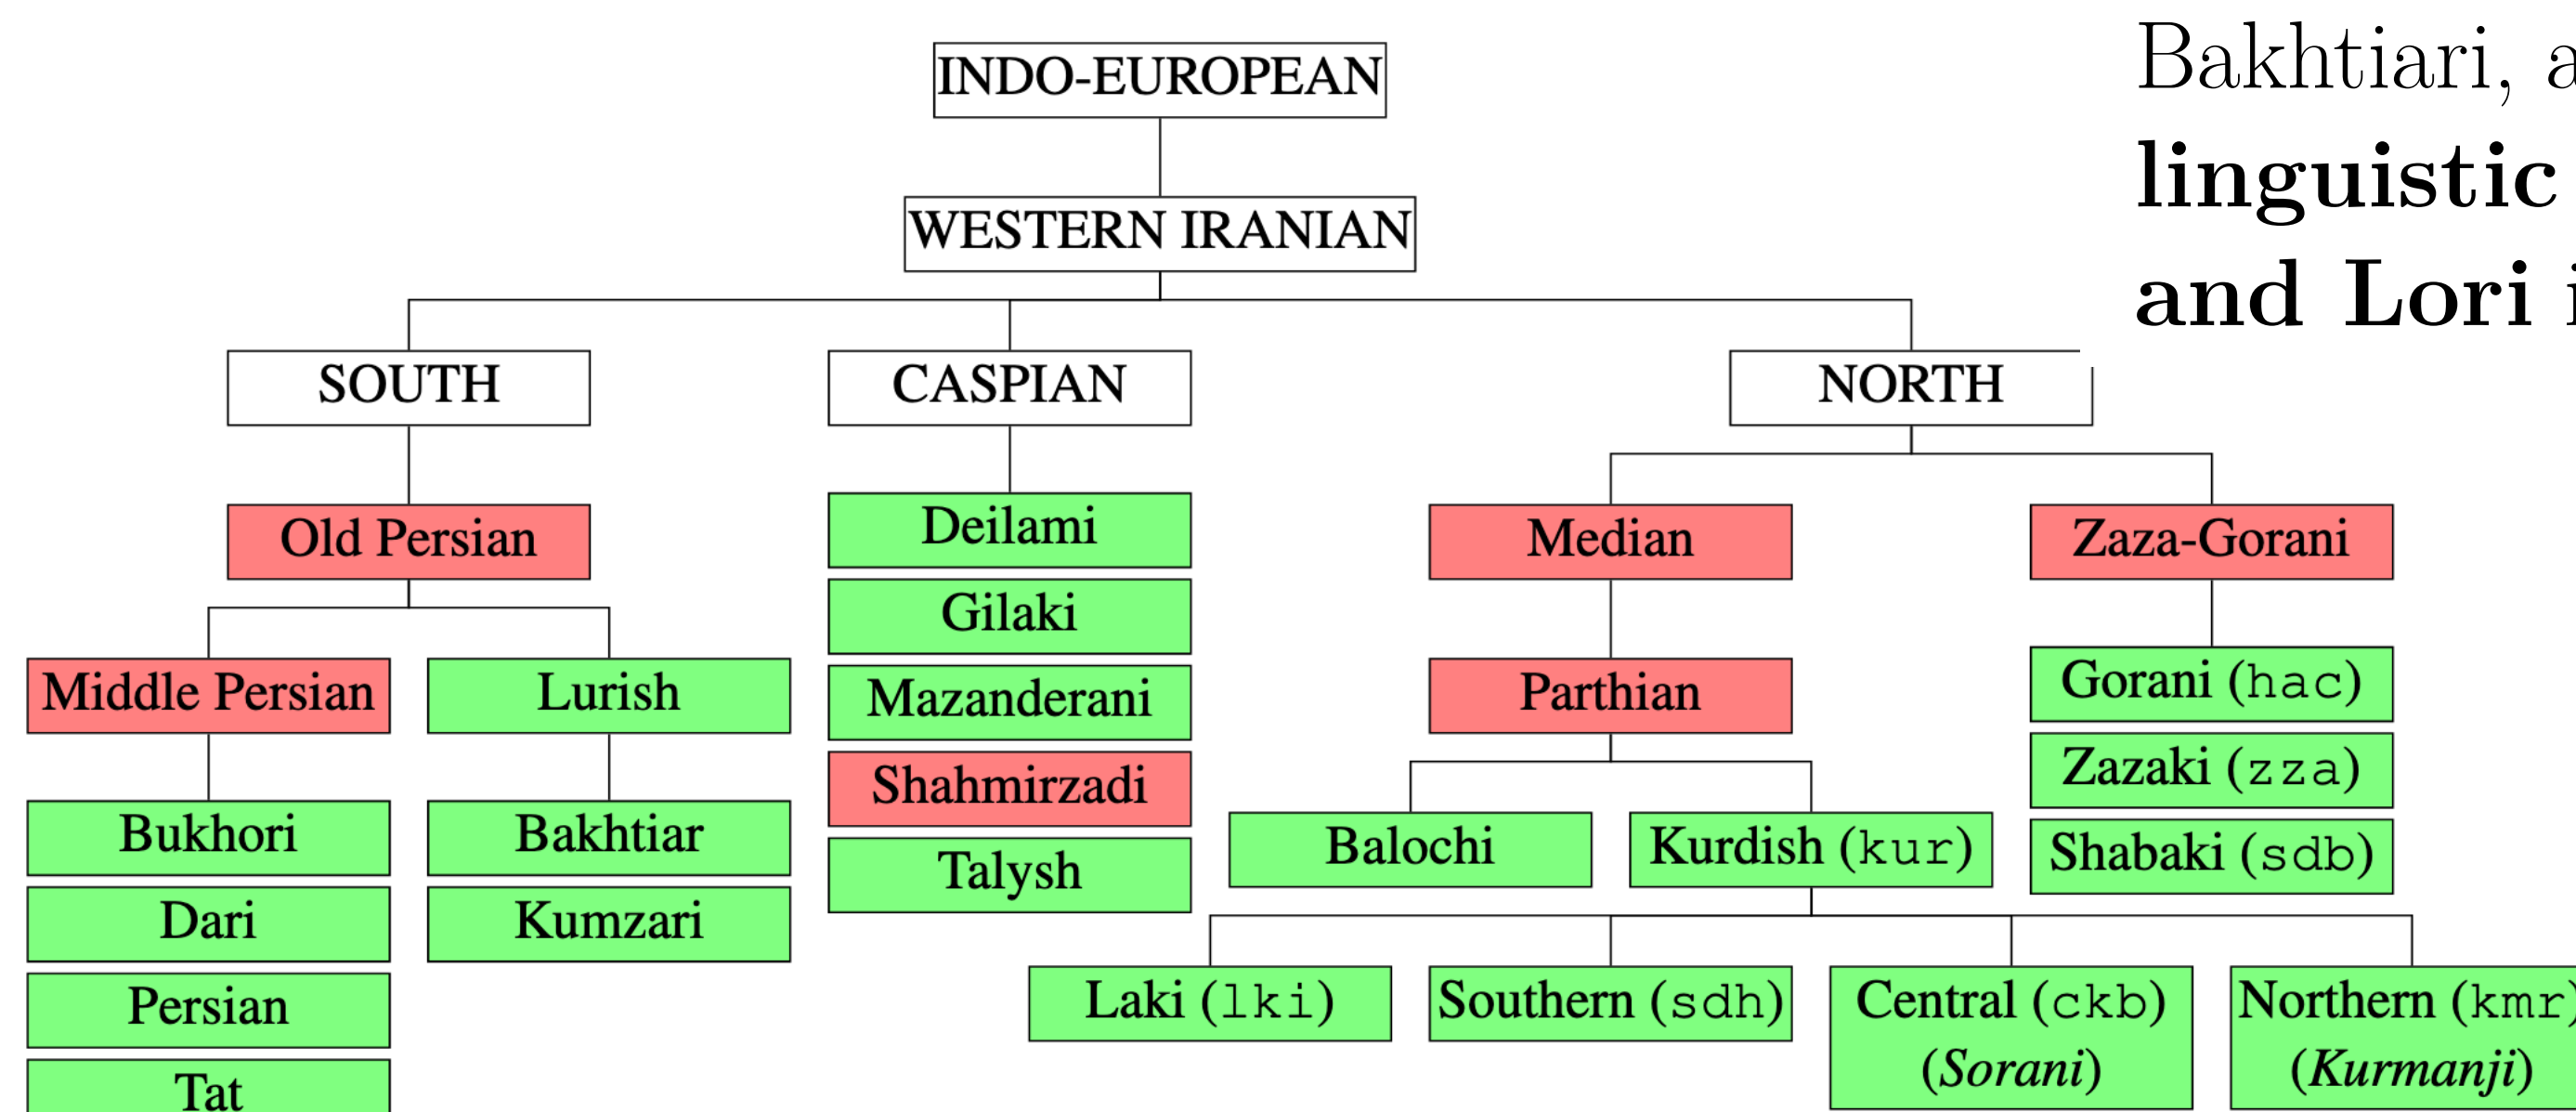 Bakhtiari, a
linguistic
and Lori i
INDO-EUROPEAN
WESTERN IRANIAN
SOUTH
CASPIAN
NORTH
Old Persian
Middle Persian
Lurish
Bukhori
Dari
Persian
Tat
Bakhtiar
Kumzari
Deilami
Gilaki
Mazanderani
Shahmirzadi
Talysh
Median
Parthian
Balochi
Kurdish (kur)
Laki (lki)
Southern (sdh)
Central (ckb)
(Sorani)
Northern (kmr)
(Kurmanji)
Zaza-Gorani
Gorani (hac)
Zazaki (zza)
Shabaki (sdb)